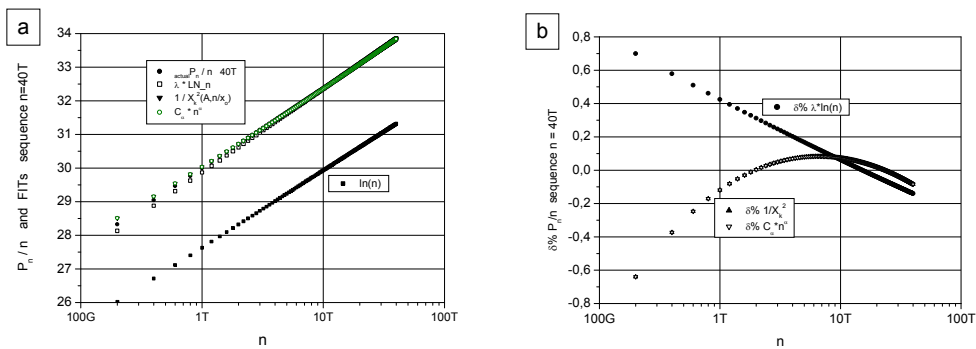 a
P_n / n and FITs sequence n=40T
34
33
32
31
30
29
28
27
26
actual P_n / n 40T
λ * LN_n
1 / X_k^2(A,n/x_o)
C_α * n^α
ln(n)
100G 1T 10T 100T
n
b
δ% P_n/n sequence n = 40T
0,8
0,6
0,4
0,2
0,0
-0,2
-0,4
-0,6
-0,8
δ% λ*ln(n)
δ% 1/X_k^2
δ% C_α*n^α
100G 1T 10T 100T
n